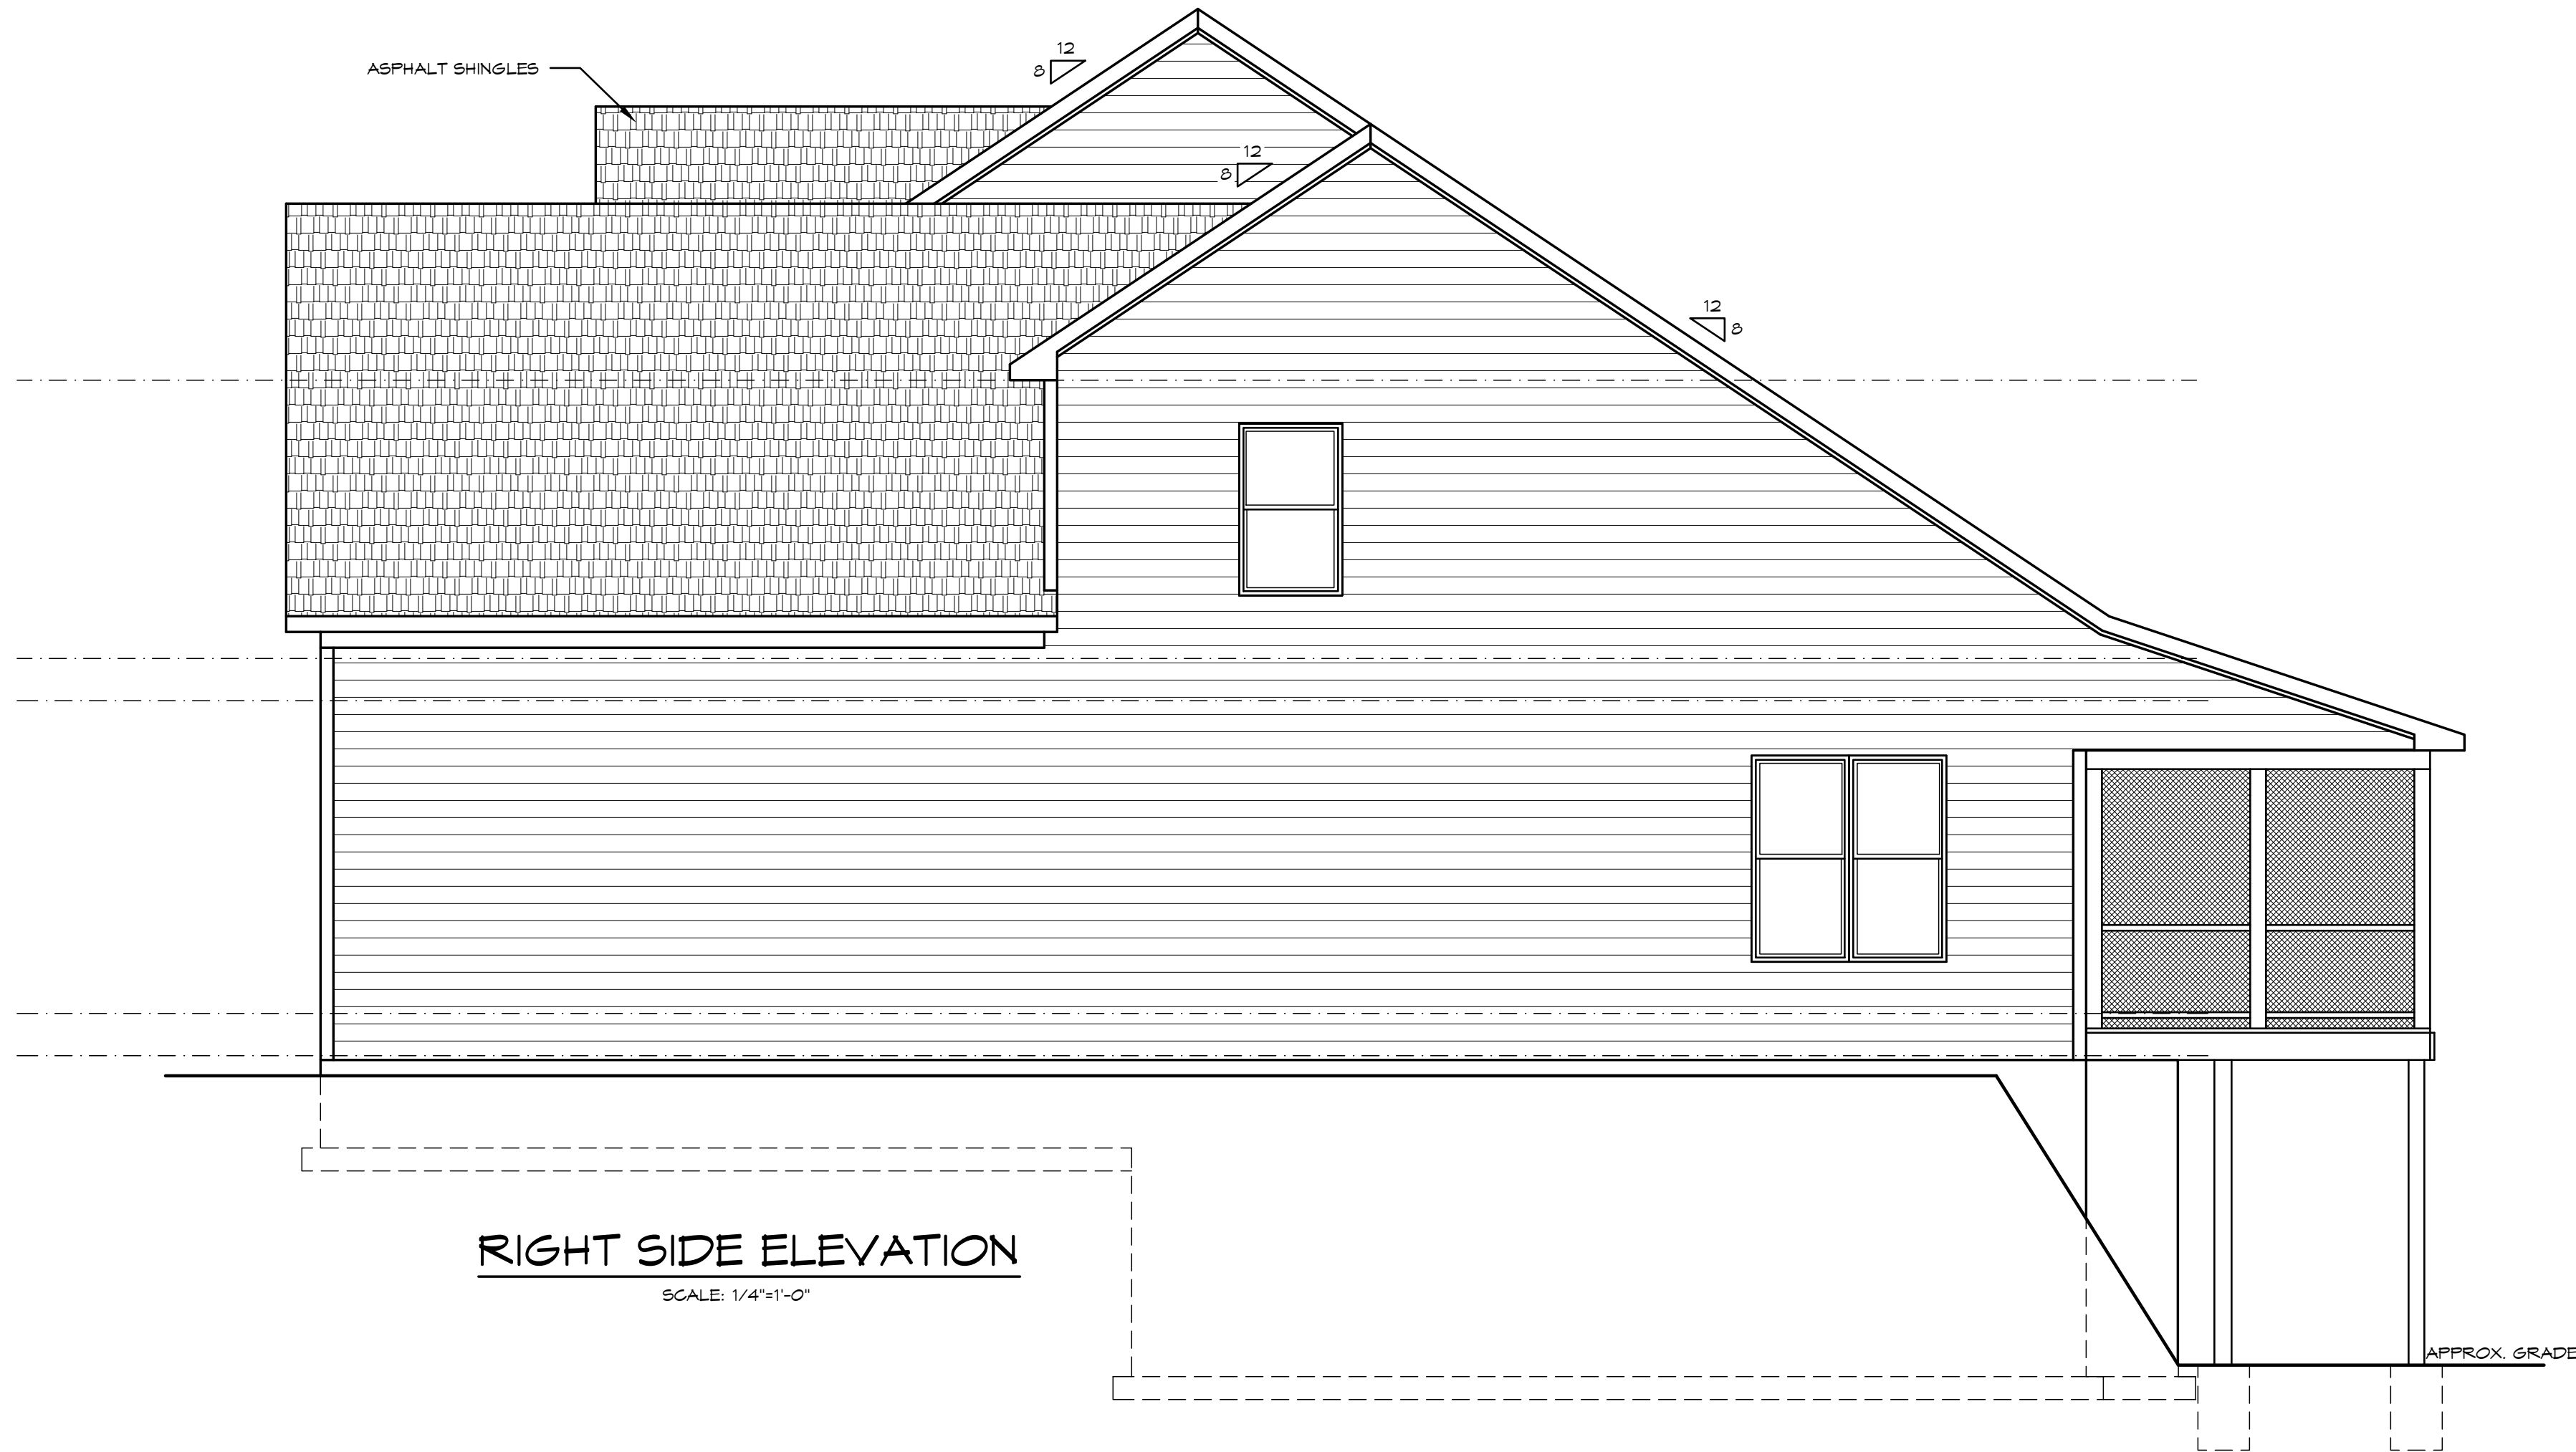 12
8
ASPHALT SHINGLES
12
8
12
8
RIGHT SIDE ELEVATION
SCALE: 1/4"=1'-0"
APPROX. GRADE